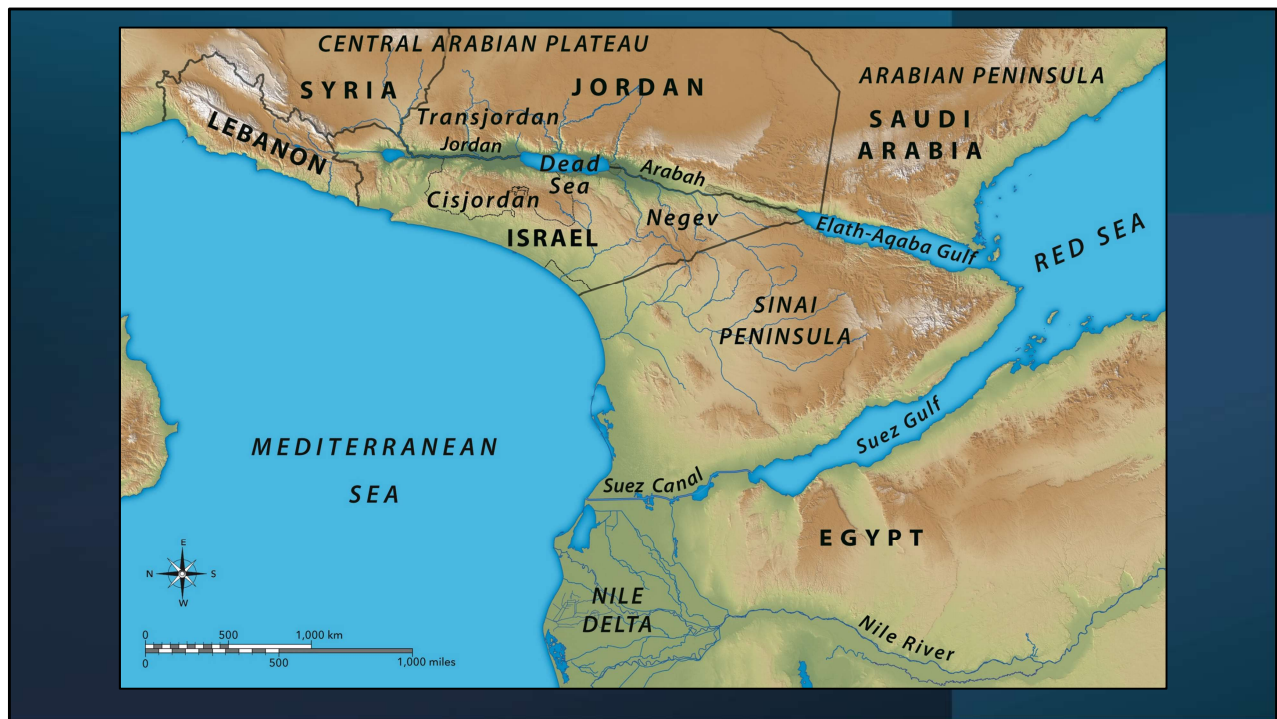 CENTRAL ARABIAN PLATEAU
SYRIA
JORDAN
ARABIAN PENINSULA
SAUDI
ARABIA
LEBANON
Transjordan
Jordan
Dead
Sea
Arabah
Cisjordan
Negev
ISRAEL
Elath-Aqaba Gulf
RED SEA
SINAI
PENINSULA
MEDITERRANEAN
SEA
Suez Gulf
Suez Canal
EGYPT
NILE
DELTA
Nile River
E
N S
W
0 500 1,000 km
0 500 1,000 miles